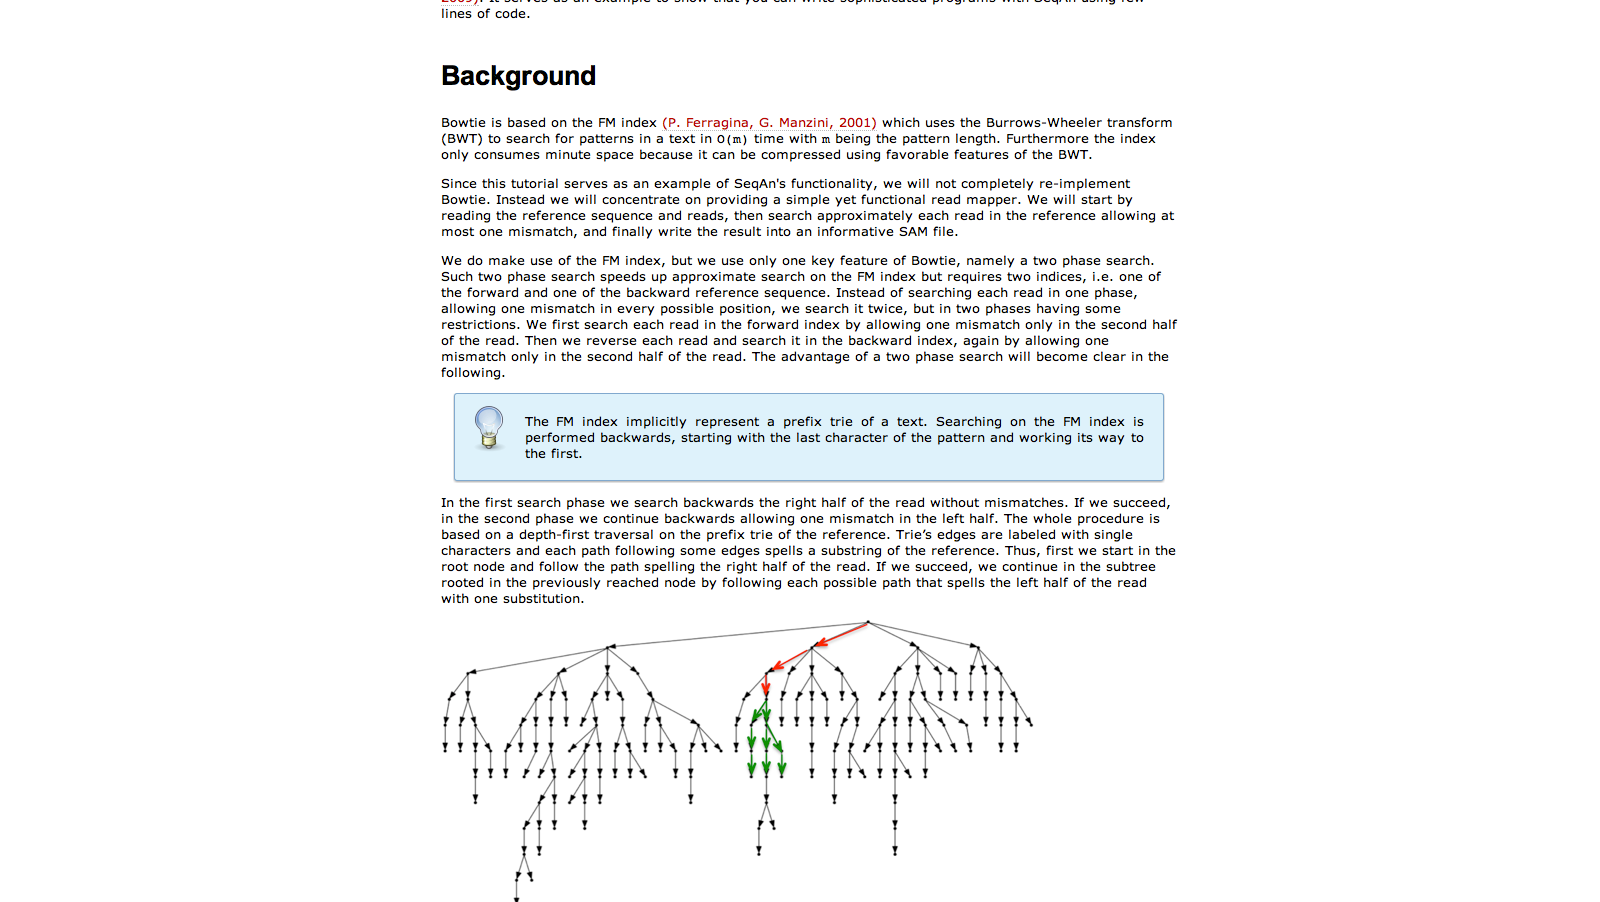 lines of code.
Background
Bowtie is based on the FM index (P. Ferragina, G. Manzini, 2001) which uses the Burrows-Wheeler transform
(BWT) to search for patterns in a text in O(m) time with m being the pattern length. Furthermore the index
only consumes minute space because it can be compressed using favorable features of the BWT.
Since this tutorial serves as an example of SeqAn's functionality, we will not completely re-implement
Bowtie. Instead we will concentrate on providing a simple yet functional read mapper. We will start by
reading the reference sequence and reads, then search approximately each read in the reference allowing at
most one mismatch, and finally write the result into an informative SAM file.
We do make use of the FM index, but we use only one key feature of Bowtie, namely a two phase search.
Such two phase search speeds up approximate search on the FM index but requires two indices, i.e. one of
the forward and one of the backward reference sequence. Instead of searching each read in one phase,
allowing one mismatch in every possible position, we search it twice, but in two phases having some
restrictions. We first search each read in the forward index by allowing one mismatch only in the second half
of the read. Then we reverse each read and search it in the backward index, again by allowing one
mismatch only in the second half of the read. The advantage of a two phase search will become clear in the
following.
The FM index implicitly represent a prefix trie of a text. Searching on the FM index is
performed backwards, starting with the last character of the pattern and working its way to
the first.
In the first search phase we search backwards the right half of the read without mismatches. If we succeed,
in the second phase we continue backwards allowing one mismatch in the left half. The whole procedure is
based on a depth-first traversal on the prefix trie of the reference. Trie’s edges are labeled with single
characters and each path following some edges spells a substring of the reference. Thus, first we start in the
root node and follow the path spelling the right half of the read. If we succeed, we continue in the subtree
rooted in the previously reached node by following each possible path that spells the left half of the read
with one substitution.